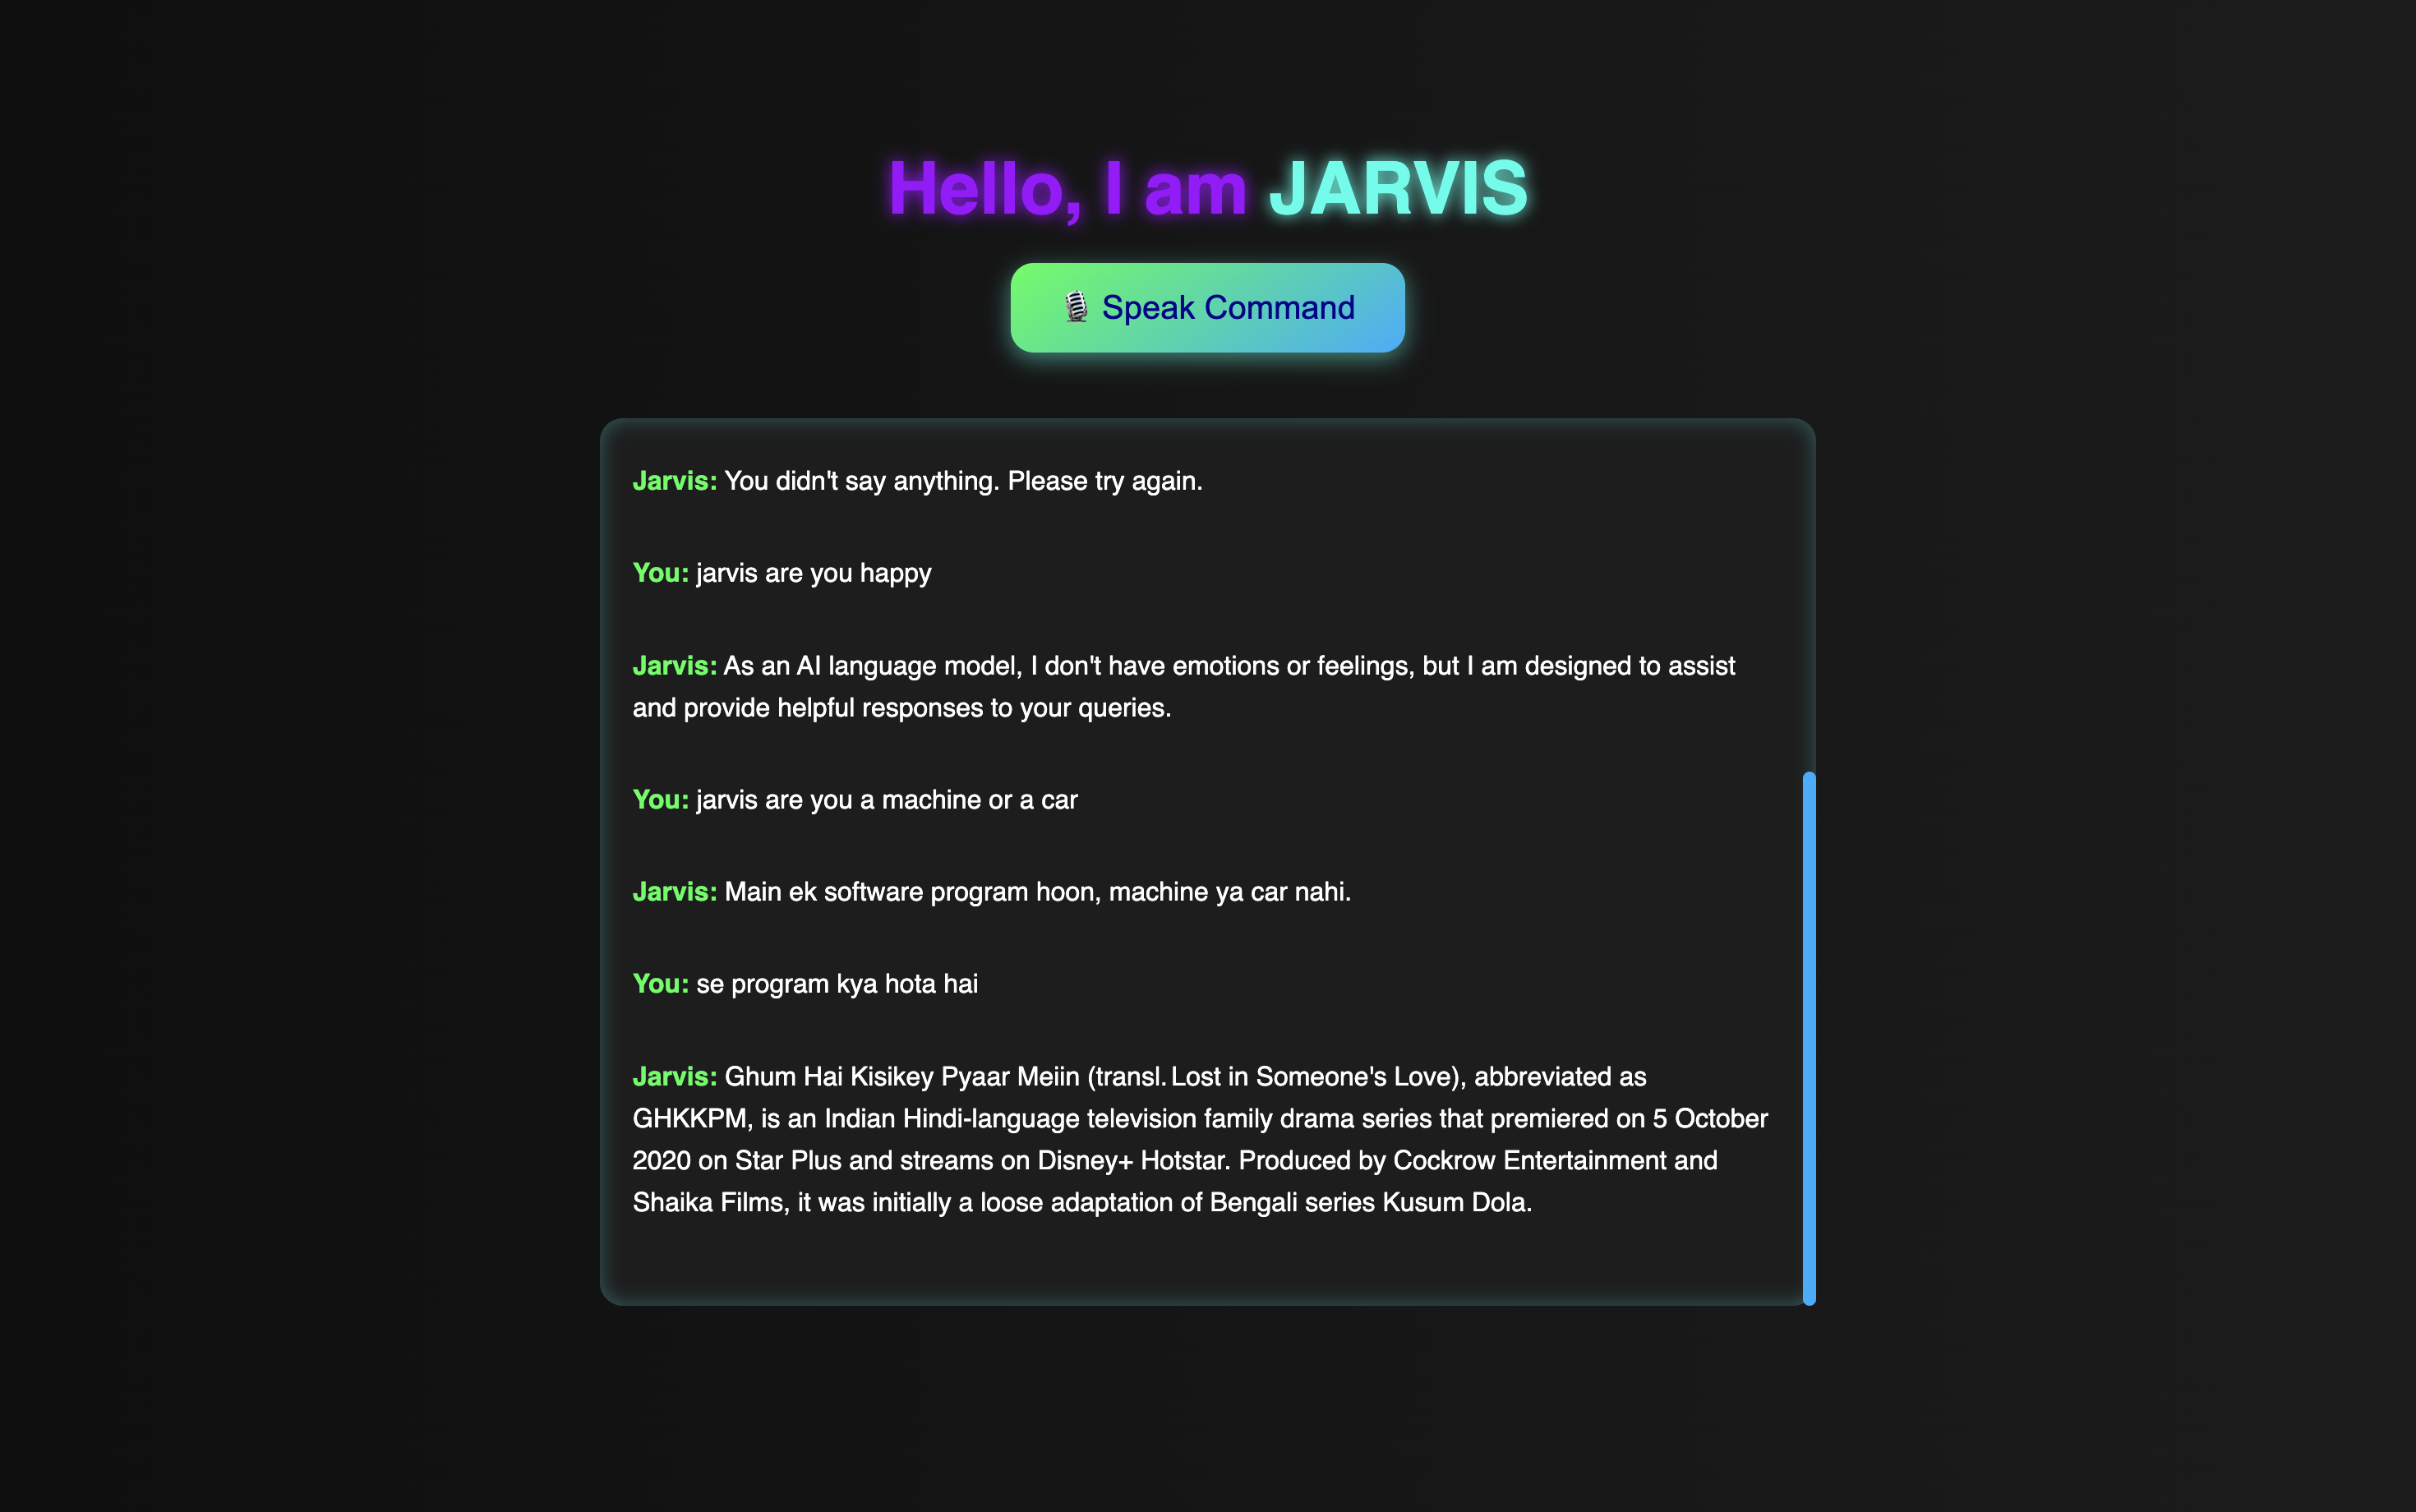 Hello, I am JARVIS
🎙️ Speak Command
Jarvis: You didn't say anything. Please try again.
You: jarvis are you happy
Jarvis: As an AI language model, I don't have emotions or feelings, but I am designed to assist
and provide helpful responses to your queries.
You: jarvis are you a machine or a car
Jarvis: Main ek software program hoon, machine ya car nahi.
You: se program kya hota hai
Jarvis: Ghum Hai Kisikey Pyaar Meiin (transl. Lost in Someone's Love), abbreviated as
GHKKPM, is an Indian Hindi-language television family drama series that premiered on 5 October
2020 on Star Plus and streams on Disney+ Hotstar. Produced by Cockrow Entertainment and
Shaika Films, it was initially a loose adaptation of Bengali series Kusum Dola.